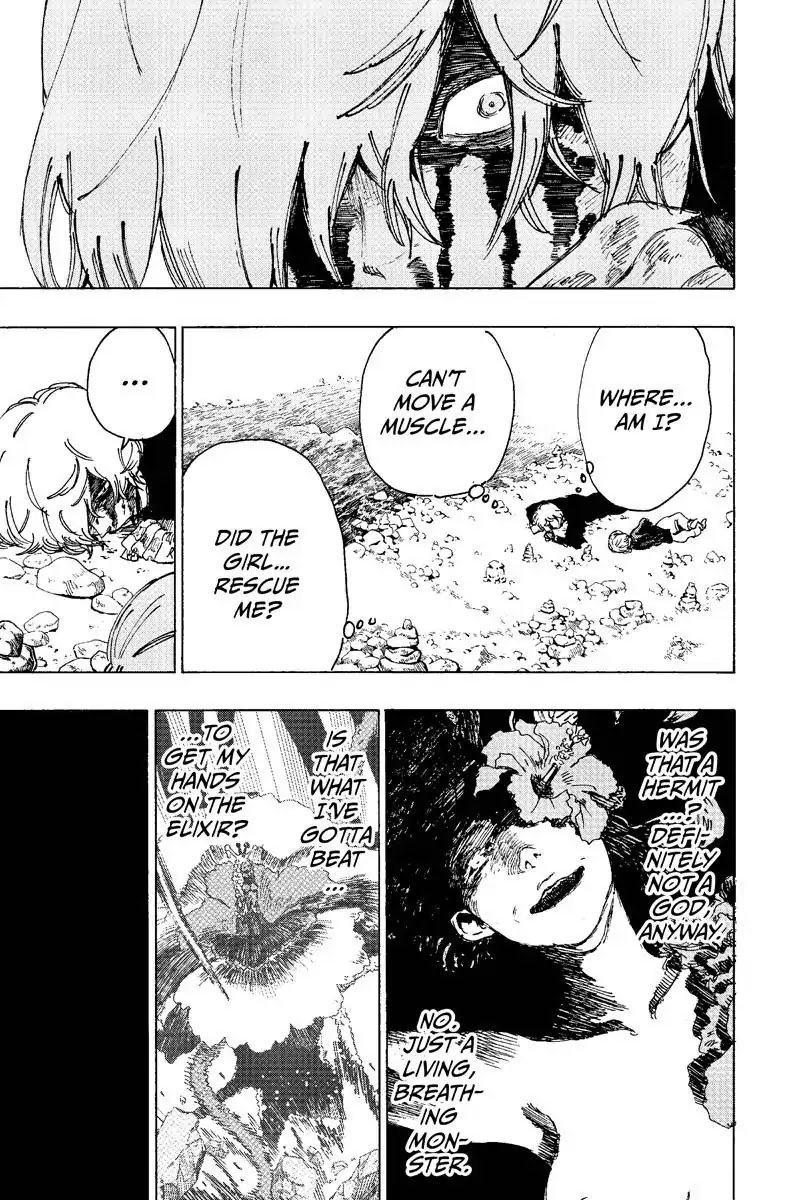 WHERE...
AM I?
CAN'T
MOVE A
MUSCLE...
DID THE
GIRL...
RESCUE
ME?
...
WAS
THAT A
HERMIT
...?
DEFI-
NITELY
NOT A
GOD,
ANYWAY.
NO.
JUST A
LIVING,
BREATH-
ING
MON-
STER.
IS
THAT
WHAT
I'VE
GOTTA
BEAT
...
...TO
GET MY
HANDS
ON THE
ELIXIR?